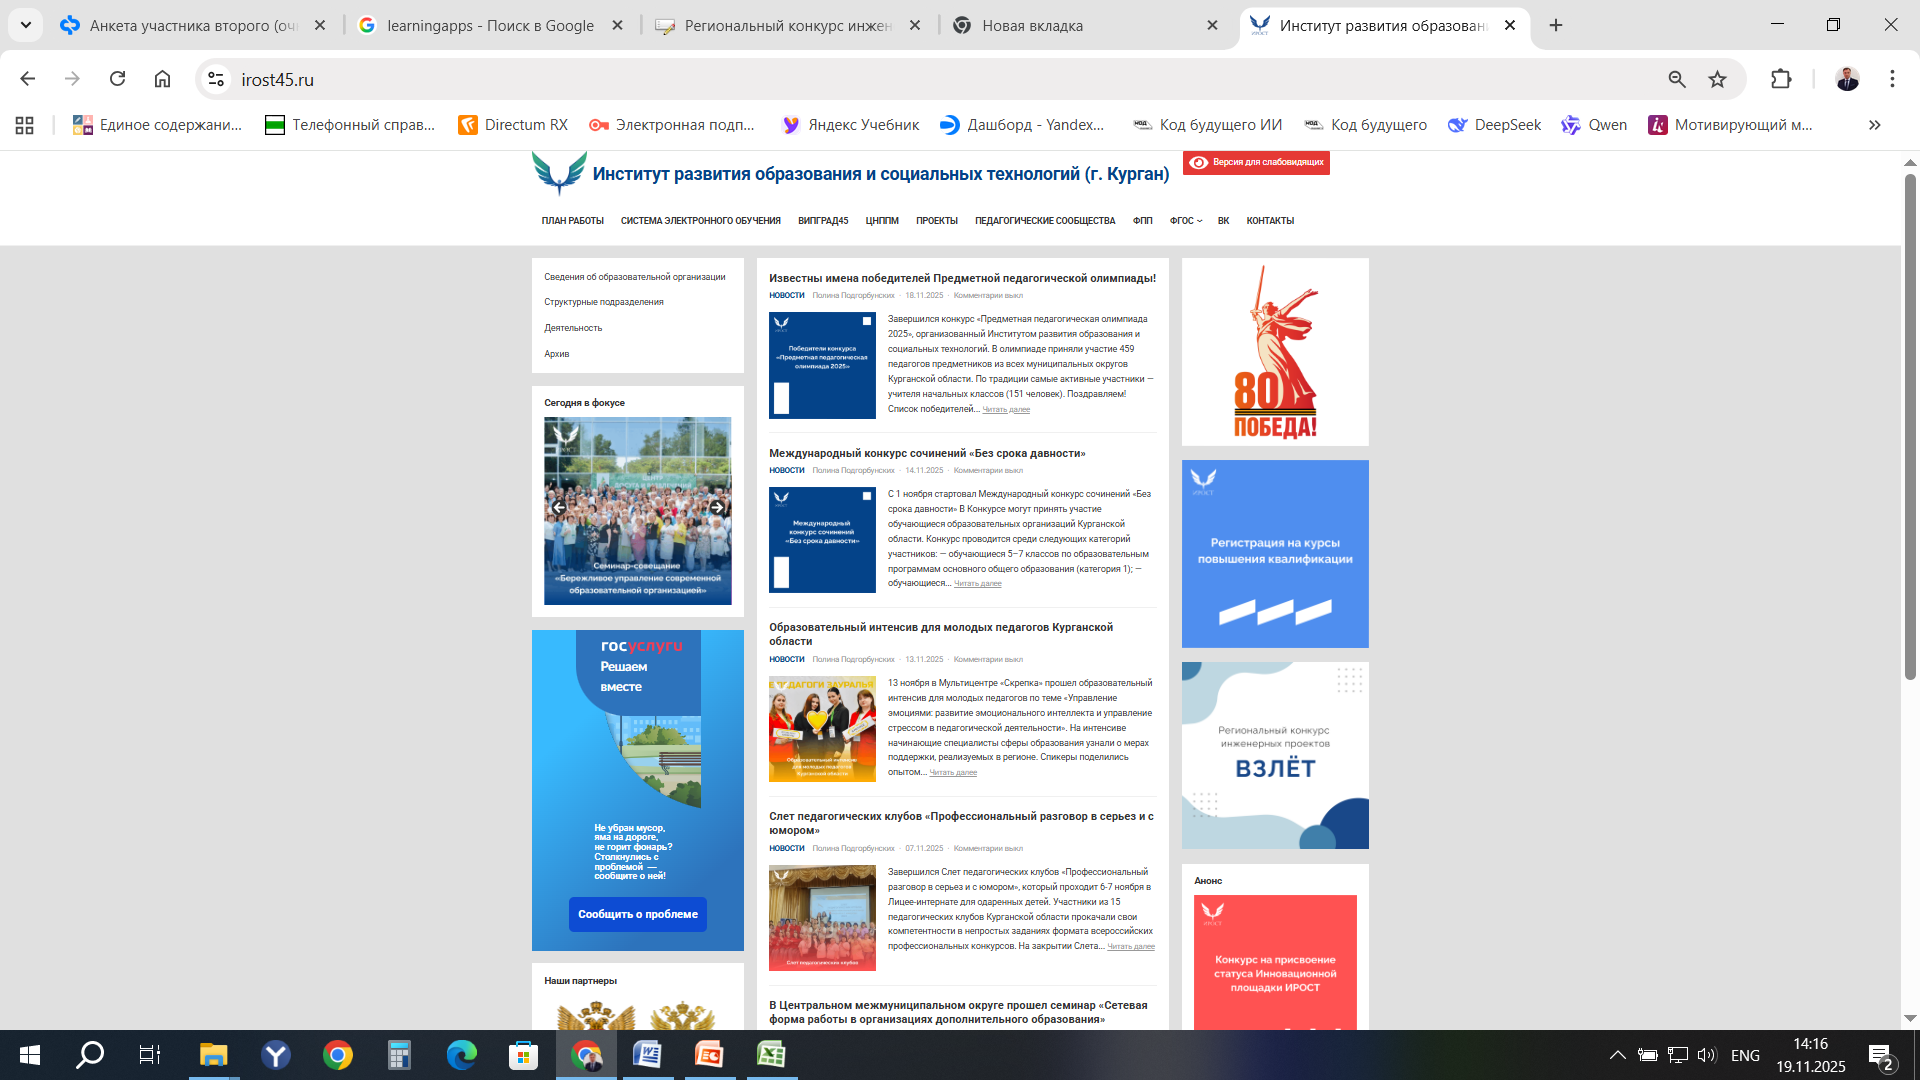 Анкета участника второго (оч
learningapps - Поиск в Google
Региональный конкурс инжен
Новая вкладка
Институт развития образован
irost45.ru
Единое содержани...
Телефонный справ...
Directum RX
Электронная подп...
Яндекс Учебник
Дашборд - Yandex...
Код будущего ИИ
Код будущего
DeepSeek
Qwen
Мотивирующий м...
Институт развития образования и социальных технологий (г. Курган)
Версия для слабовидящих
ПЛАН РАБОТЫ
СИСТЕМА ЭЛЕКТРОННОГО ОБУЧЕНИЯ
ВИПГРАД45
ЦНППМ
ПРОЕКТЫ
ПЕДАГОГИЧЕСКИЕ СООБЩЕСТВА
ФПП
ФГОС
ВК
КОНТАКТЫ
Сведения об образовательной организации
Структурные подразделения
Деятельность
Архив
Сегодня в фокусе
Семинар-совещание
«Бережливое управление современной
образовательной организацией»
госуслуги
Решаем
вместе
Не убран мусор,
яма на дороге,
не горит фонарь?
Столкнулись с
проблемой —
сообщите о ней!
Сообщить о проблеме
Наши партнеры
Известны имена победителей Предметной педагогической олимпиады!
НОВОСТИ Полина Подгорбунских · 18.11.2025 · Комментарии выкл
Победители конкурса
«Предметная педагогическая
олимпиада 2025»
Завершился конкурс «Предметная педагогическая олимпиада
2025», организованный Институтом развития образования и
социальных технологий. В олимпиаде приняли участие 459
педагогов предметников из всех муниципальных округов
Курганской области. По традиции самые активные участники —
учителя начальных классов (151 человек). Поздравляем!
Список победителей... Читать далее
Международный конкурс сочинений «Без срока давности»
НОВОСТИ Полина Подгорбунских · 14.11.2025 · Комментарии выкл
Международный
конкурс сочинений
«Без срока давности»
С 1 ноября стартовал Международный конкурс сочинений «Без
срока давности» В Конкурсе могут принять участие
обучающиеся образовательных организаций Курганской
области. Конкурс проводится среди следующих категорий
участников: — обучающиеся 5–7 классов по образовательным
программам основного общего образования (категория 1); —
обучающиеся... Читать далее
Образовательный интенсив для молодых педагогов Курганской
области
НОВОСТИ Полина Подгорбунских · 13.11.2025 · Комментарии выкл
Е ПЕДАГОГИ ЗАУРАЛЬЯ
Образовательный интенсив
для молодых педагогов
Курганской области
13 ноября в Мультицентре «Скрепка» прошел образовательный
интенсив для молодых педагогов по теме «Управление
эмоциями: развитие эмоционального интеллекта и управление
стрессом в педагогической деятельности». На интенсиве
начинающие специалисты сферы образования узнали о мерах
поддержки, реализуемых в регионе. Спикеры поделились
опытом... Читать далее
Слет педагогических клубов «Профессиональный разговор в серьез и с
юмором»
НОВОСТИ Полина Подгорбунских · 07.11.2025 · Комментарии выкл
Слет педагогических клубов
Завершился Слет педагогических клубов «Профессиональный
разговор в серьез и с юмором», который проходит 6-7 ноября в
Лицее-интернате для одаренных детей. Участники из 15
педагогических клубов Курганской области прокачали свои
компетентности в непростых заданиях формата всероссийских
профессиональных конкурсов. На закрытии Слета... Читать далее
В Центральном межмуниципальном округе прошел семинар «Сетевая
форма работы в организациях дополнительного образования»
80
ПОБЕДА!
ИРОСТ
Регистрация на курсы
повышения квалификации
Региональный конкурс
инженерных проектов
ВЗЛЁТ
Анонс
Конкурс на присвоение
статуса Инновационной
площадки ИРОСТ
ENG
14:16
19.11.2025
2